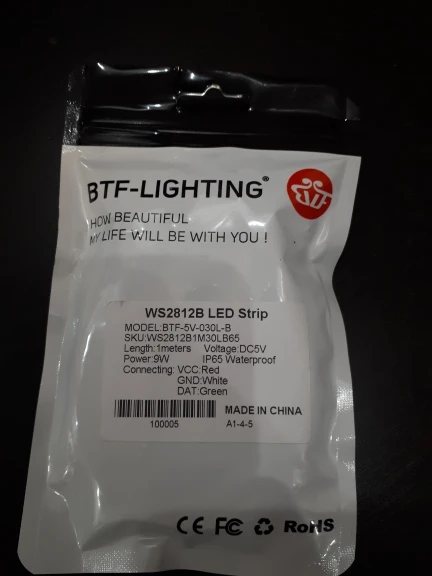 BTF-LIGHTING®
HOW BEAUTIFUL
MY LIFE WILL BE WITH YOU !
WS2812B LED Strip
MODEL:BTF-5V-030L-B
SKU:WS2812B1M30LB65
Length:1meters Voltage:DC5V
Power:9W IP65 Waterproof
Connecting: VCC:Red
GND:White
DAT:Green
MADE IN CHINA
100005 A1-4-5
CE FC RoHS